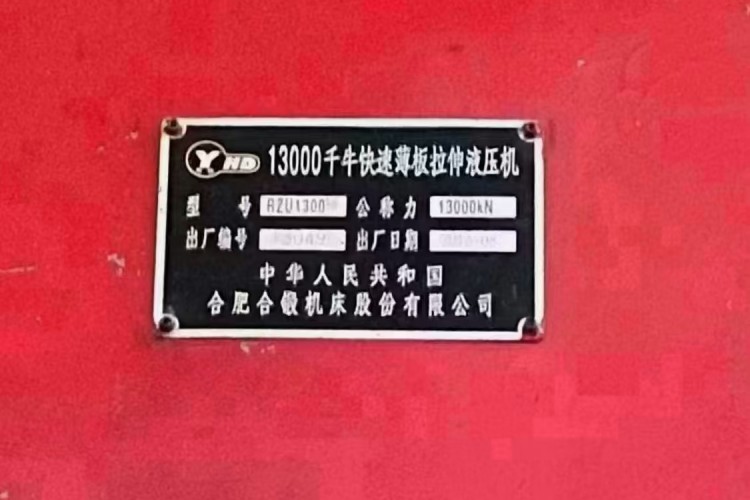 YHD 13000千牛快速薄板拉伸液压机
型号 RZU1300 公称力 13000kN
出厂编号 出厂日期
中华人民共和国
合肥合锻机床股份有限公司